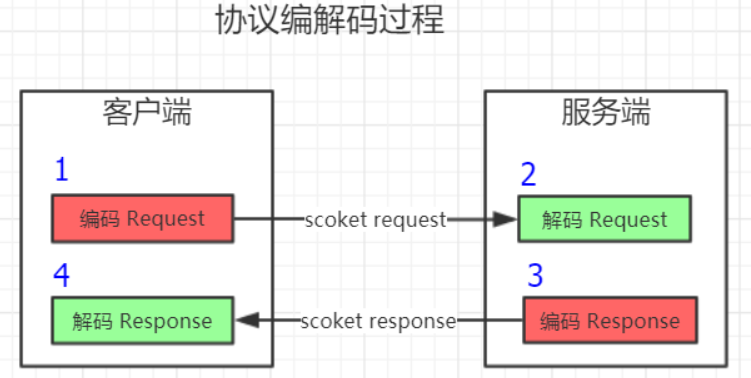 协议编解码过程
客户端
服务端
1
2
编码 Request
scoket request
解码 Request
4
3
解码 Response
scoket response
编码 Response